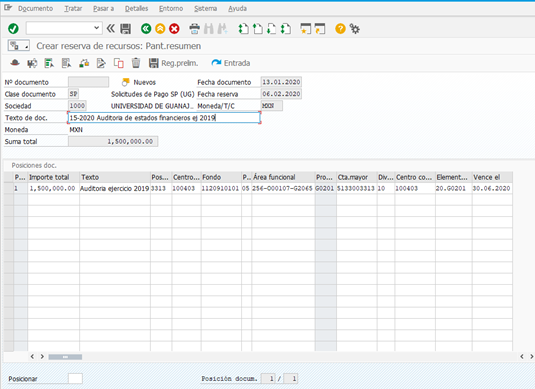 Documento Tratar Pasar a Detalles Entorno Sistema Ayuda
Crear reserva de recursos: Pant.resumen
Reg.prelim. Entrada
Nº documento Nuevos Fecha documento 13.01.2020
Clase documento SP Solicitudes de Pago SP (UG) Fecha reserva 06.02.2020
Sociedad 1000 UNIVERSIDAD DE GUANAJ.. Moneda/T/C MXN
Texto de doc. 15-2020 Auditoria de estados financieros ej 2019
Moneda MXN
Suma total 1,500,000.00
Posiciones doc.
P... Importe total Texto Pos... Centro... Fondo P.. Área funcional Pro... Cta.mayor Div... Centro co... Element... Vence el
1 1,500,000.00 Auditoria ejercicio 2019 3313 100403 1120910101 05 256-O00107-G2065 G0201 5133003313 10 100403 20.G0201 30.06.2020
Posicionar Posición docum. 1 / 1